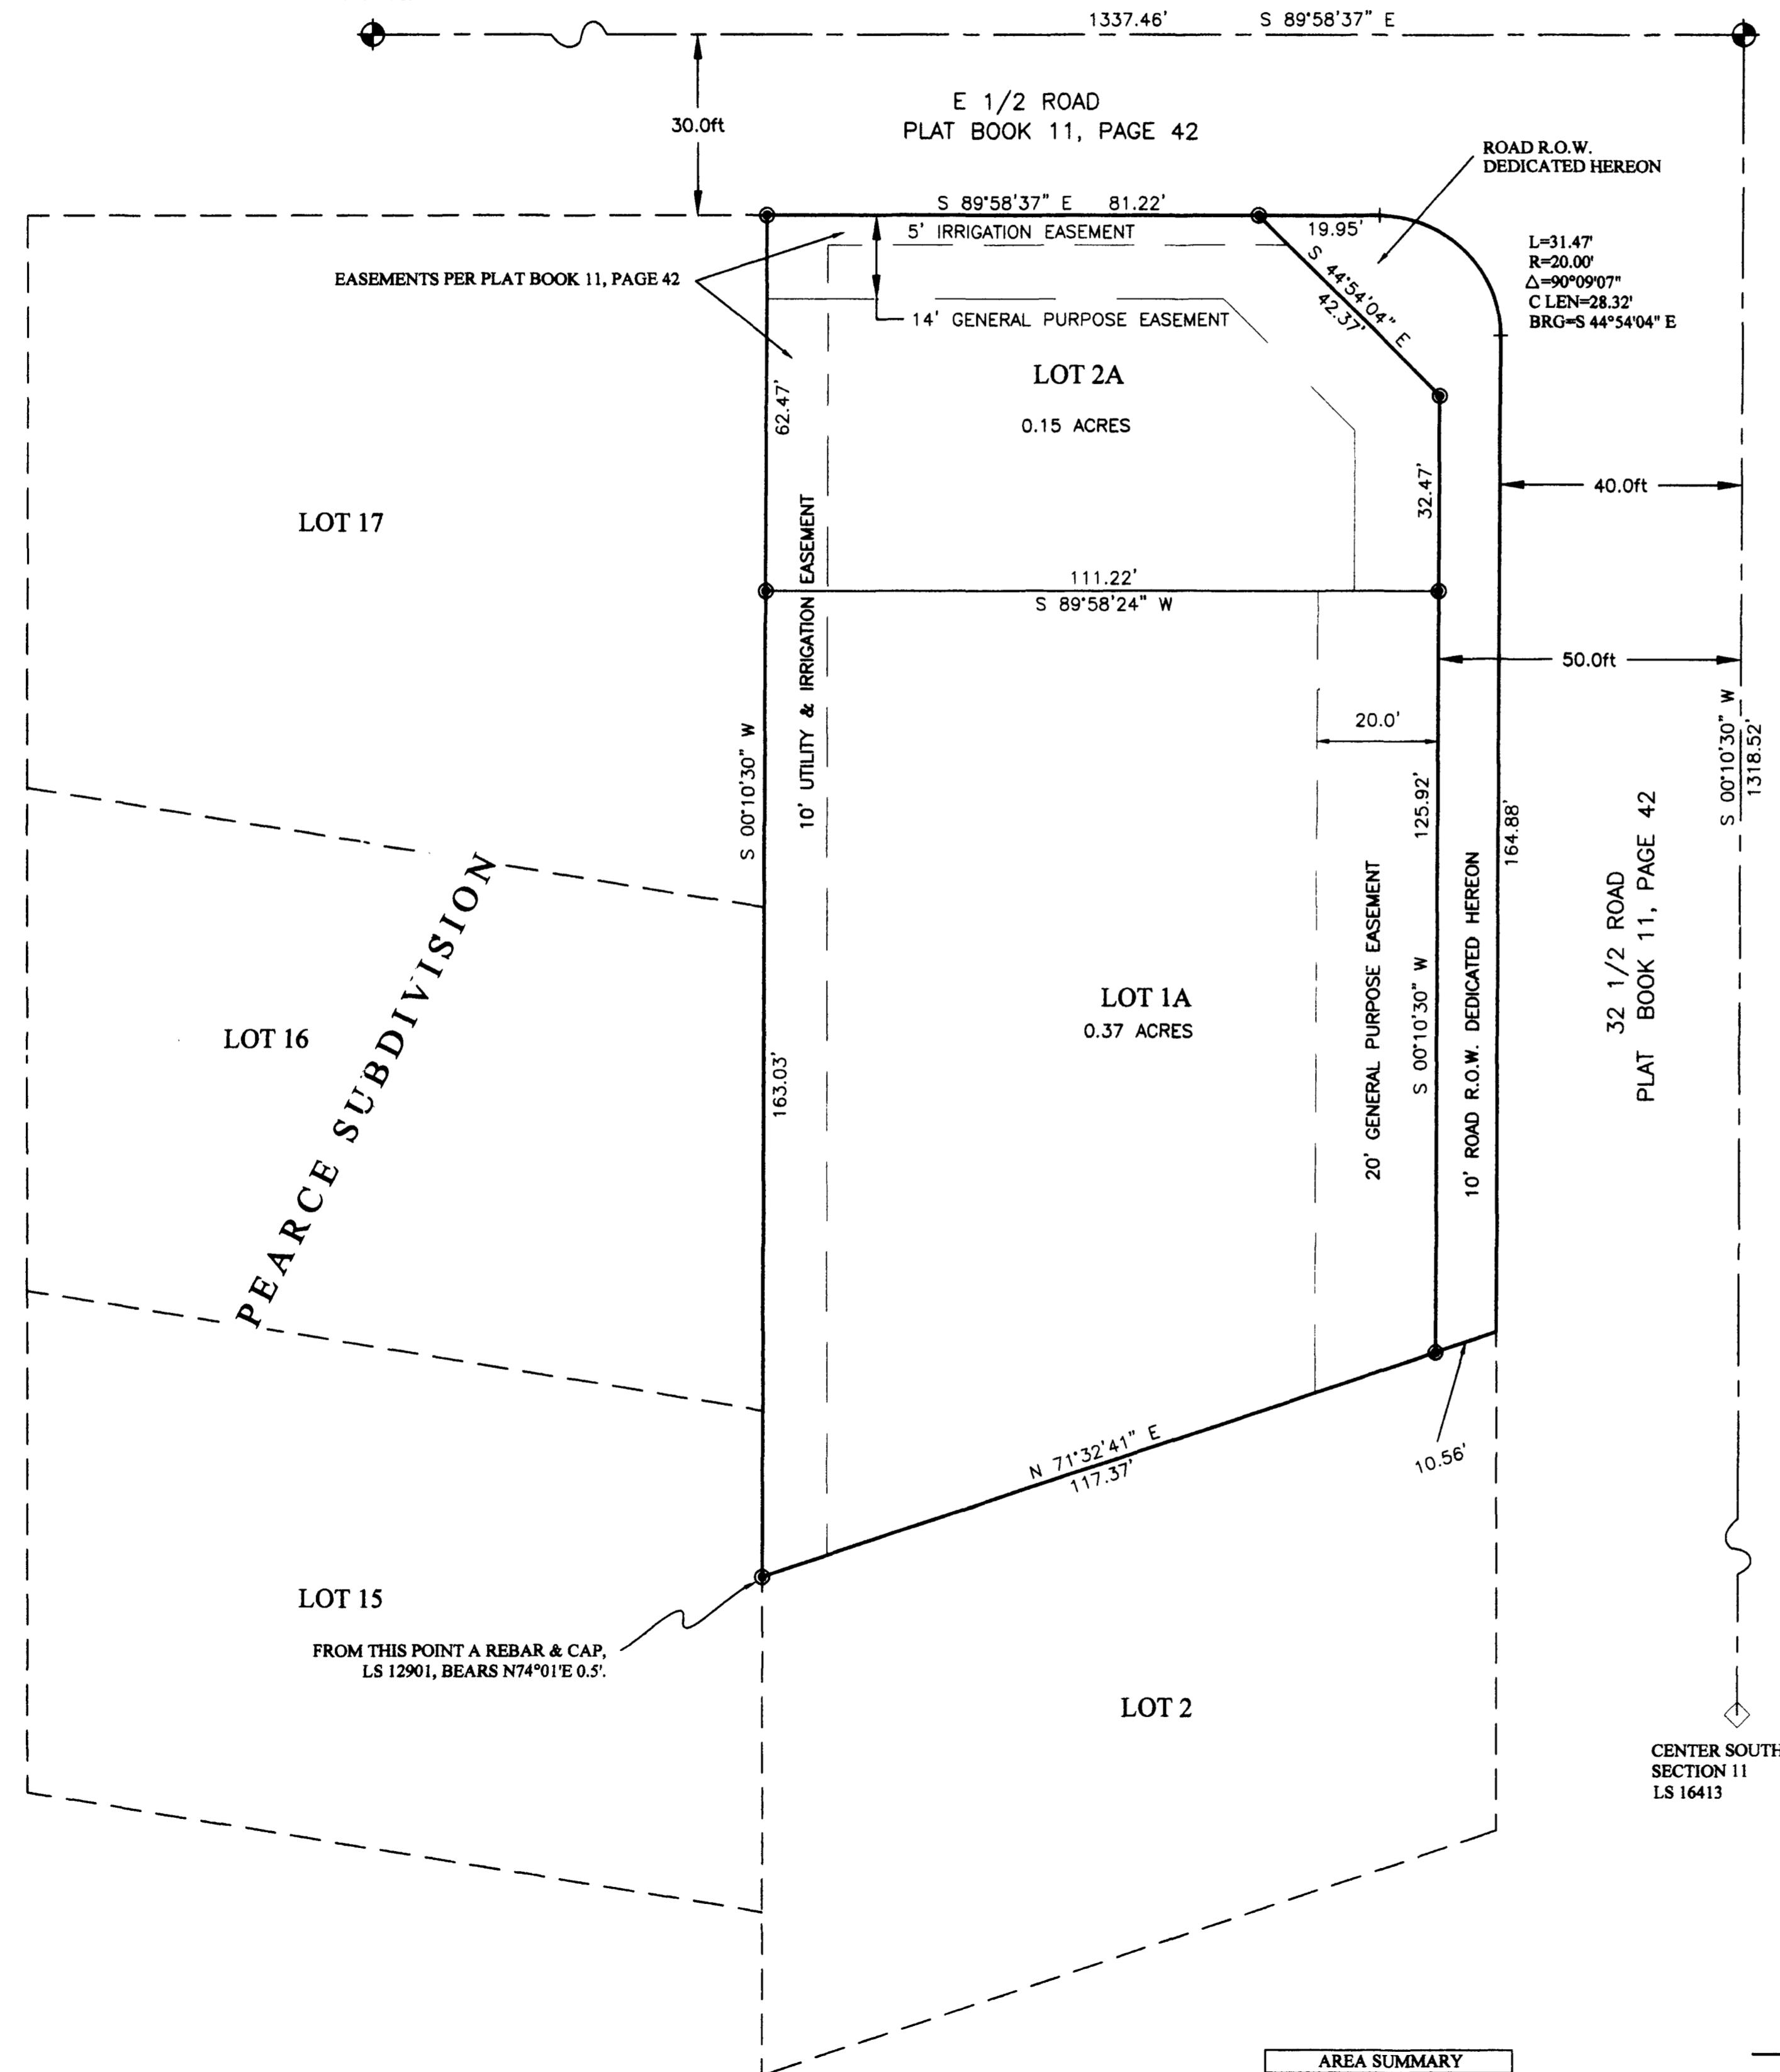 1337.46' S 89°58'37" E
E 1/2 ROAD
PLAT BOOK 11, PAGE 42
30.0ft
ROAD R.O.W.
DEDICATED HEREON
S 89°58'37" E 81.22'
19.95'
5' IRRIGATION EASEMENT
L=31.47'
R=20.00'
Δ=90°09'07"
C LEN=28.32'
BRG=S 44°54'04" E
EASEMENTS PER PLAT BOOK 11, PAGE 42
S 44°54'04" E
42.37'
14' GENERAL PURPOSE EASEMENT
LOT 2A
0.15 ACRES
62.47'
32.47'
40.0ft
LOT 17
10' UTILITY & IRRIGATION EASEMENT
111.22'
S 89°58'24" W
50.0ft
20.0'
S 00°10'30" W
125.92'
164.88'
S 00°10'30" W
1318.52'
32 1/2 ROAD
PLAT BOOK 11, PAGE 42
PEARCE SUBDIVISION
LOT 16
163.03'
LOT 1A
0.37 ACRES
20' GENERAL PURPOSE EASEMENT
S 00°10'30" W
10' ROAD R.O.W. DEDICATED HEREON
N 71°32'41" E
117.37'
10.56'
LOT 15
FROM THIS POINT A REBAR & CAP,
LS 12901, BEARS N74°01'E 0.5'.
LOT 2
CENTER SOUTH
SECTION 11
LS 16413
AREA SUMMARY